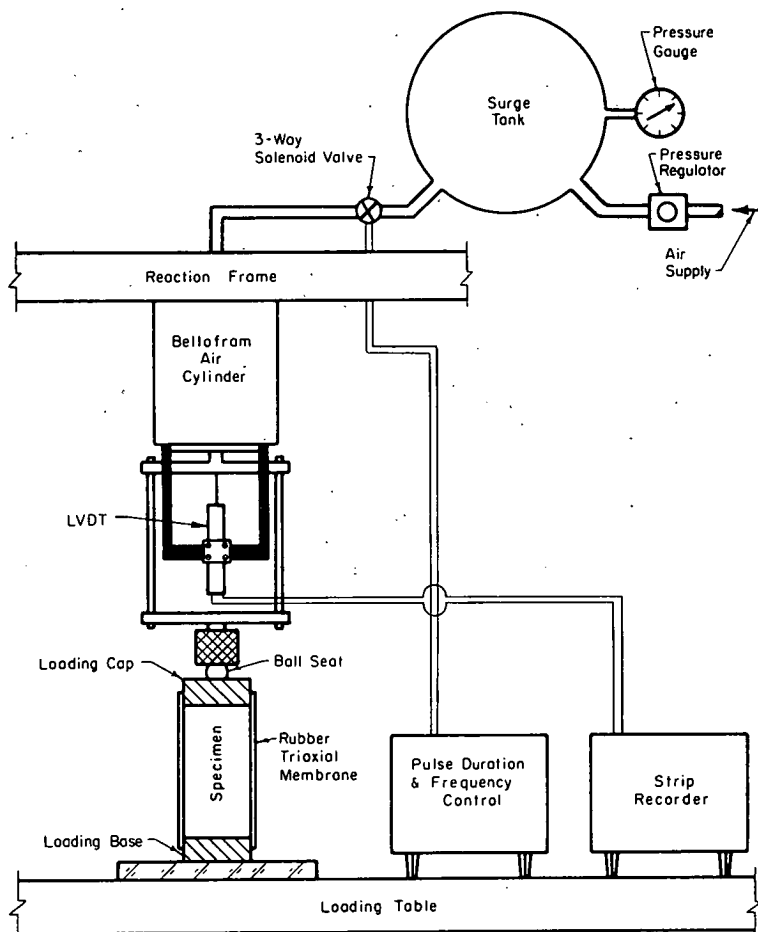 Pressure
Gauge
Surge
Tank
3-Way
Solenoid Valve
Pressure
Regulator
Air
Supply
Reaction Frame
Bellofram
Air
Cylinder
LVDT
Loading Cap
Ball Seat
Specimen
Rubber
Triaxial
Membrane
Pulse Duration
& Frequency
Control
Strip
Recorder
Loading Base
Loading Table